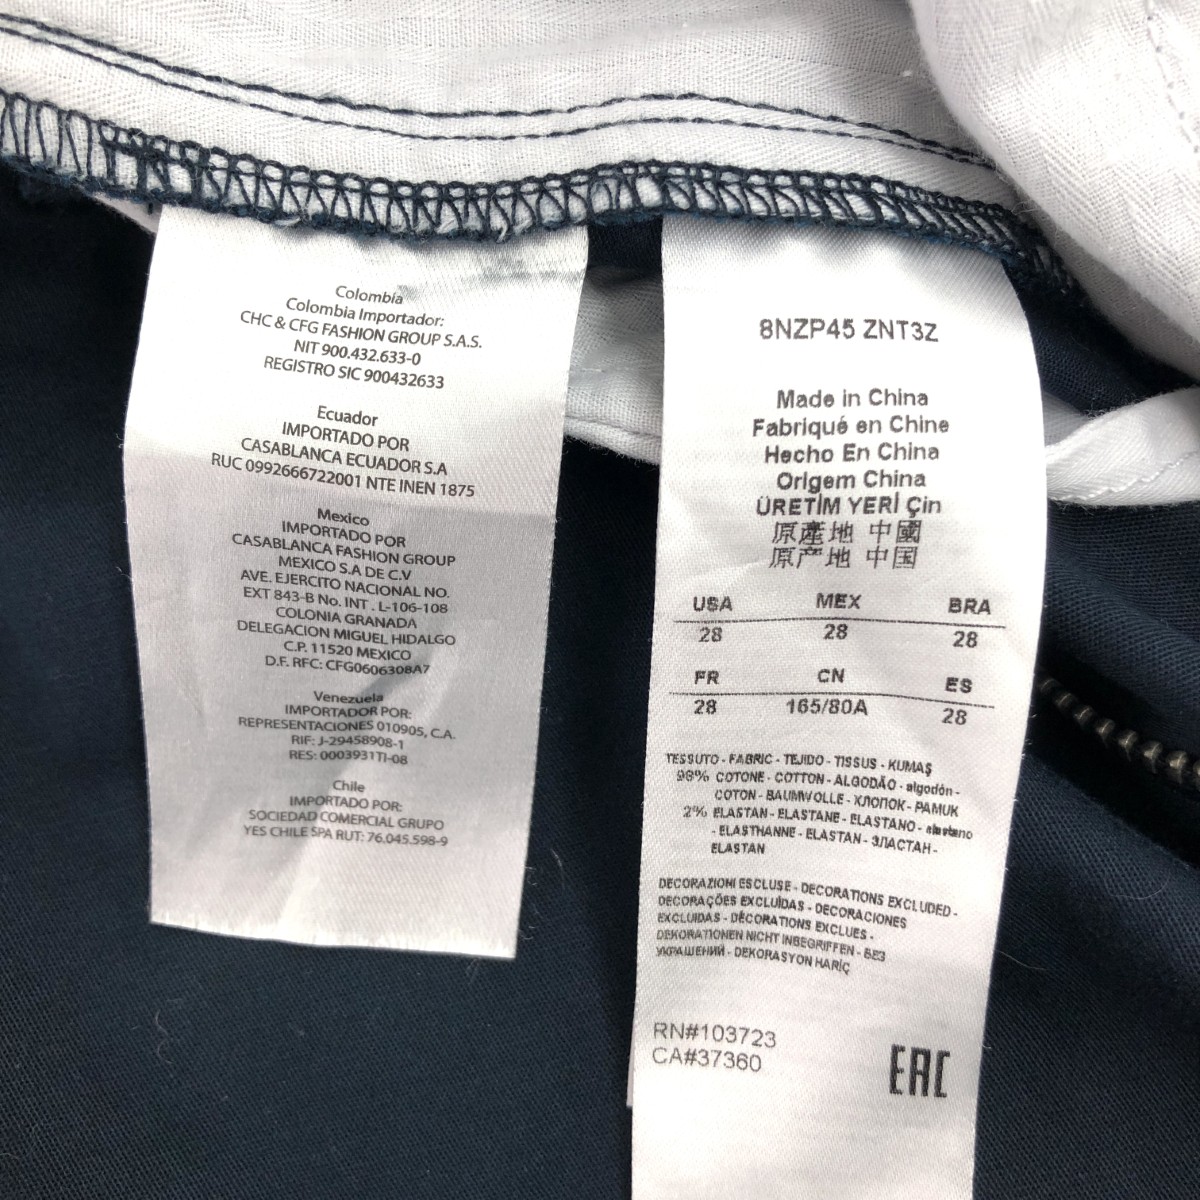 Colombia
Colombia Importador:
CHC & CFG FASHION GROUP S.A.S.
NIT 900.432.633-0
REGISTRO SIC 900432633
Ecuador
IMPORTADO POR
CASABLANCA ECUADOR S.A
RUC 0992666722001 NTE INEN 1875
Mexico
IMPORTADO POR
CASABLANCA FASHION GROUP
MEXICO S.A DE C.V
AVE. EJERCITO NACIONAL NO.
EXT 843-B No. INT . L-106-108
COLONIA GRANADA
DELEGACION MIGUEL HIDALGO
C.P. 11520 MEXICO
D.F. RFC: CFG0606308A7
Venezuela
IMPORTADOR POR:
REPRESENTACIONES 010905, C.A.
RIF: J-29458908-1
RES: 0003931TI-08
Chile
IMPORTADO POR:
SOCIEDAD COMERCIAL GRUPO
YES CHILE SPA RUT: 76.045.598-9
8NZP45 ZNT3Z
Made in China
Fabriqué en Chine
Hecho En China
Origem China
ÜRETİM YERİ Çin
原產地 中國
原产地 中国
USA MEX BRA
28 28 28
FR CN ES
28 165/80A 28
TESSUTO - FABRIC - TEJIDO - TISSUS - KUMAŞ
98% COTONE - COTTON - ALGODÃO - algodón -
COTON - BAUMWOLLE - ХЛОПОК - PAMUK
2% ELASTAN - ELASTANE - ELASTANO - elastano
- ELASTHANNE - ELASTAN - ЭЛАСТАН -
ELASTAN
DECORAZIONI ESCLUSE - DECORATIONS EXCLUDED -
DECORAÇÕES EXCLUÍDAS - DECORACIONES
EXCLUIDAS - DÉCORATIONS EXCLUES -
DEKORATIONEN NICHT INBEGRIFFEN - БЕЗ
УКРАШЕНИЙ - DEKORASYON HARİÇ
RN#103723
CA#37360
EAC